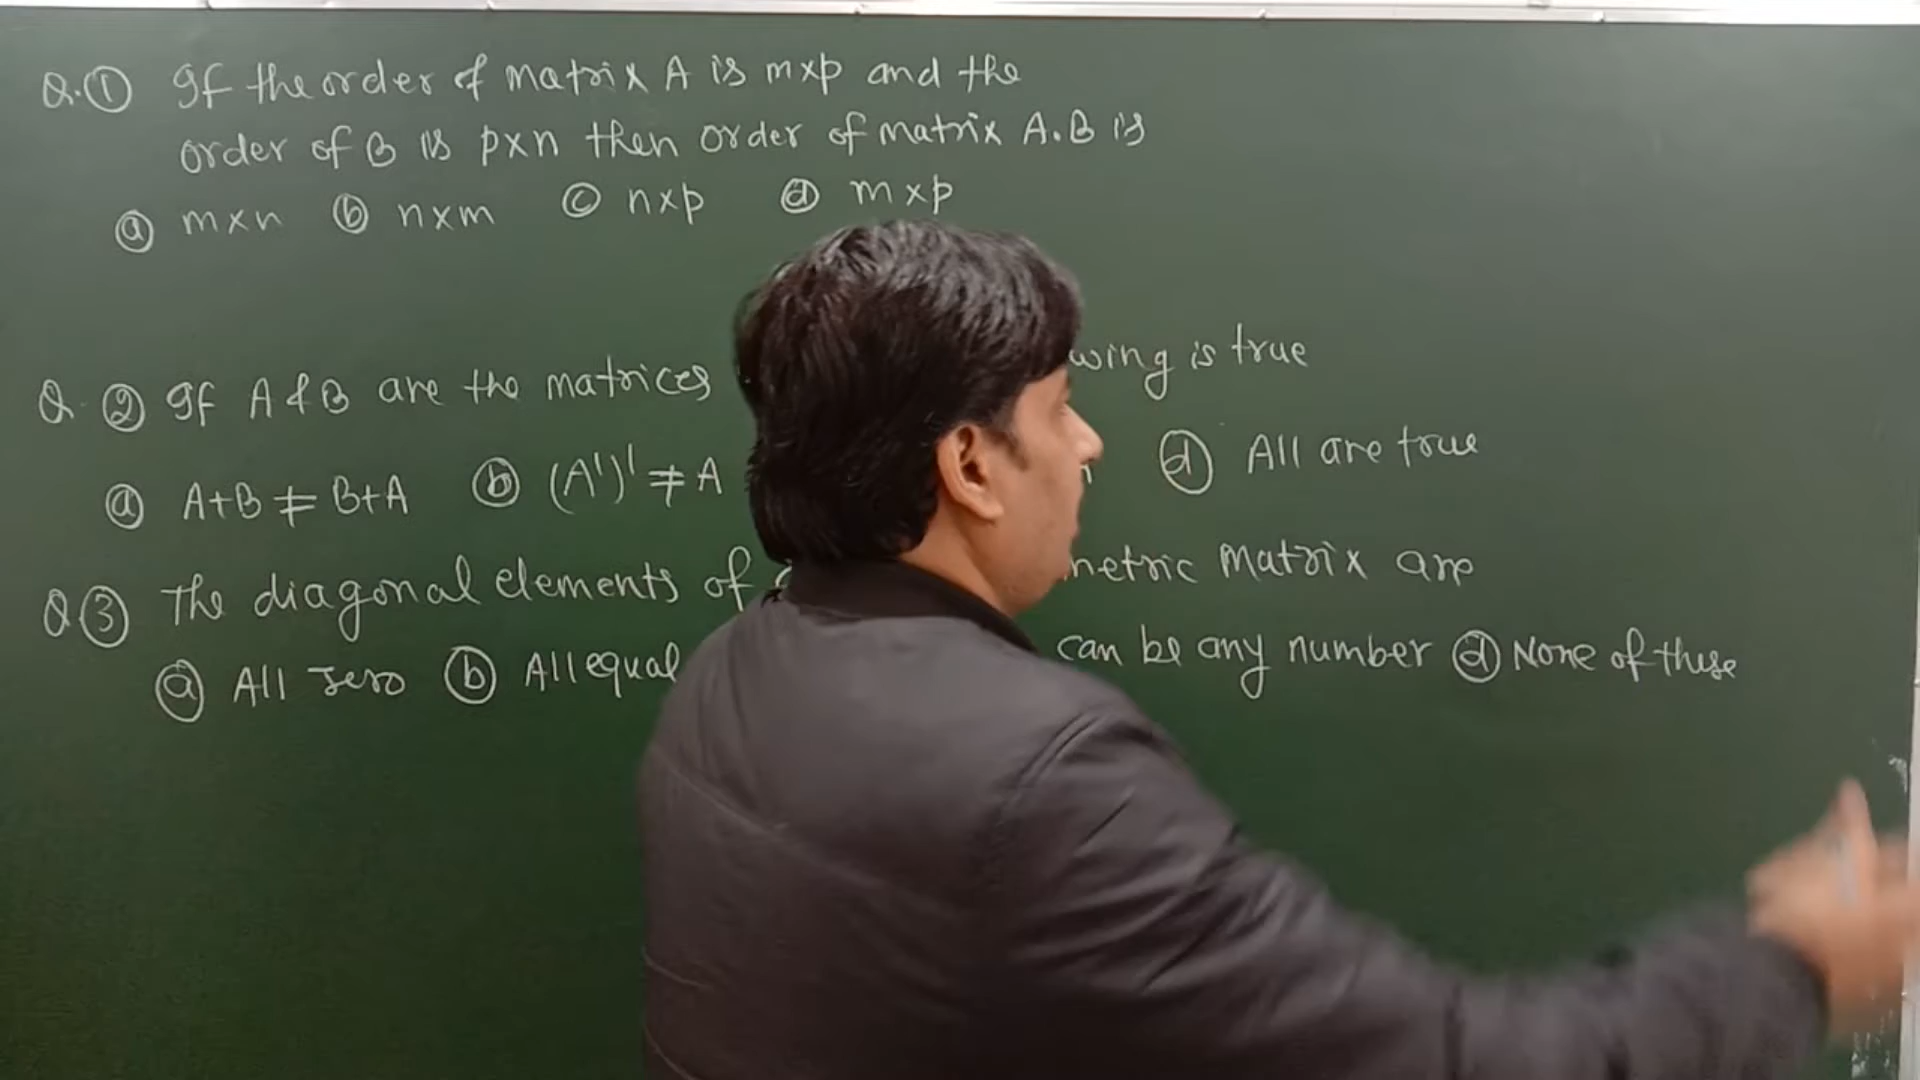 Q.① If the order of matrix A is m×p and the
order of B is p×n then order of matrix A.B is
ⓐ m×n ⓑ n×m ⓒ n×p ⓓ m×p
Q.② If A & B are the matrices wing is true
ⓐ A+B ≠ B+A ⓑ (A')' ≠ A ⓓ All are true
Q③ The diagonal elements of metric matrix are
ⓐ All zero ⓑ All equal can be any number ⓓ None of these